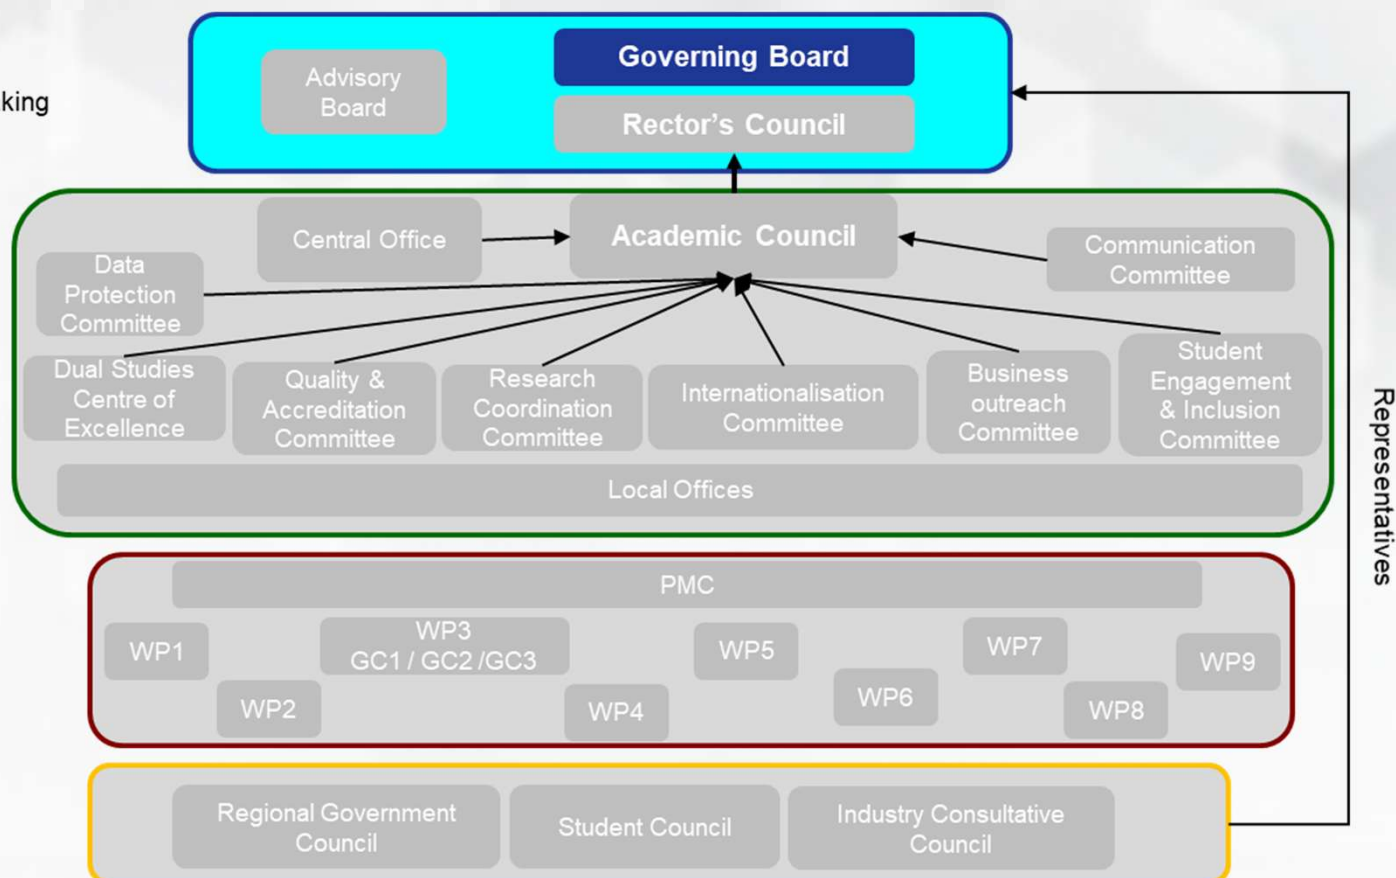 king
Advisory
Board
Governing Board
Rector's Council
Central Office
Academic Council
Communication
Committee
Data
Protection
Committee
Dual Studies
Centre of
Excellence
Quality &
Accreditation
Committee
Research
Coordination
Committee
Internationalisation
Committee
Business
outreach
Committee
Student
Engagement
& Inclusion
Committee
Local Offices
Representatives
PMC
WP1
WP2
WP3
GC1 / GC2 /GC3
WP4
WP5
WP6
WP7
WP8
WP9
Regional Government
Council
Student Council
Industry Consultative
Council